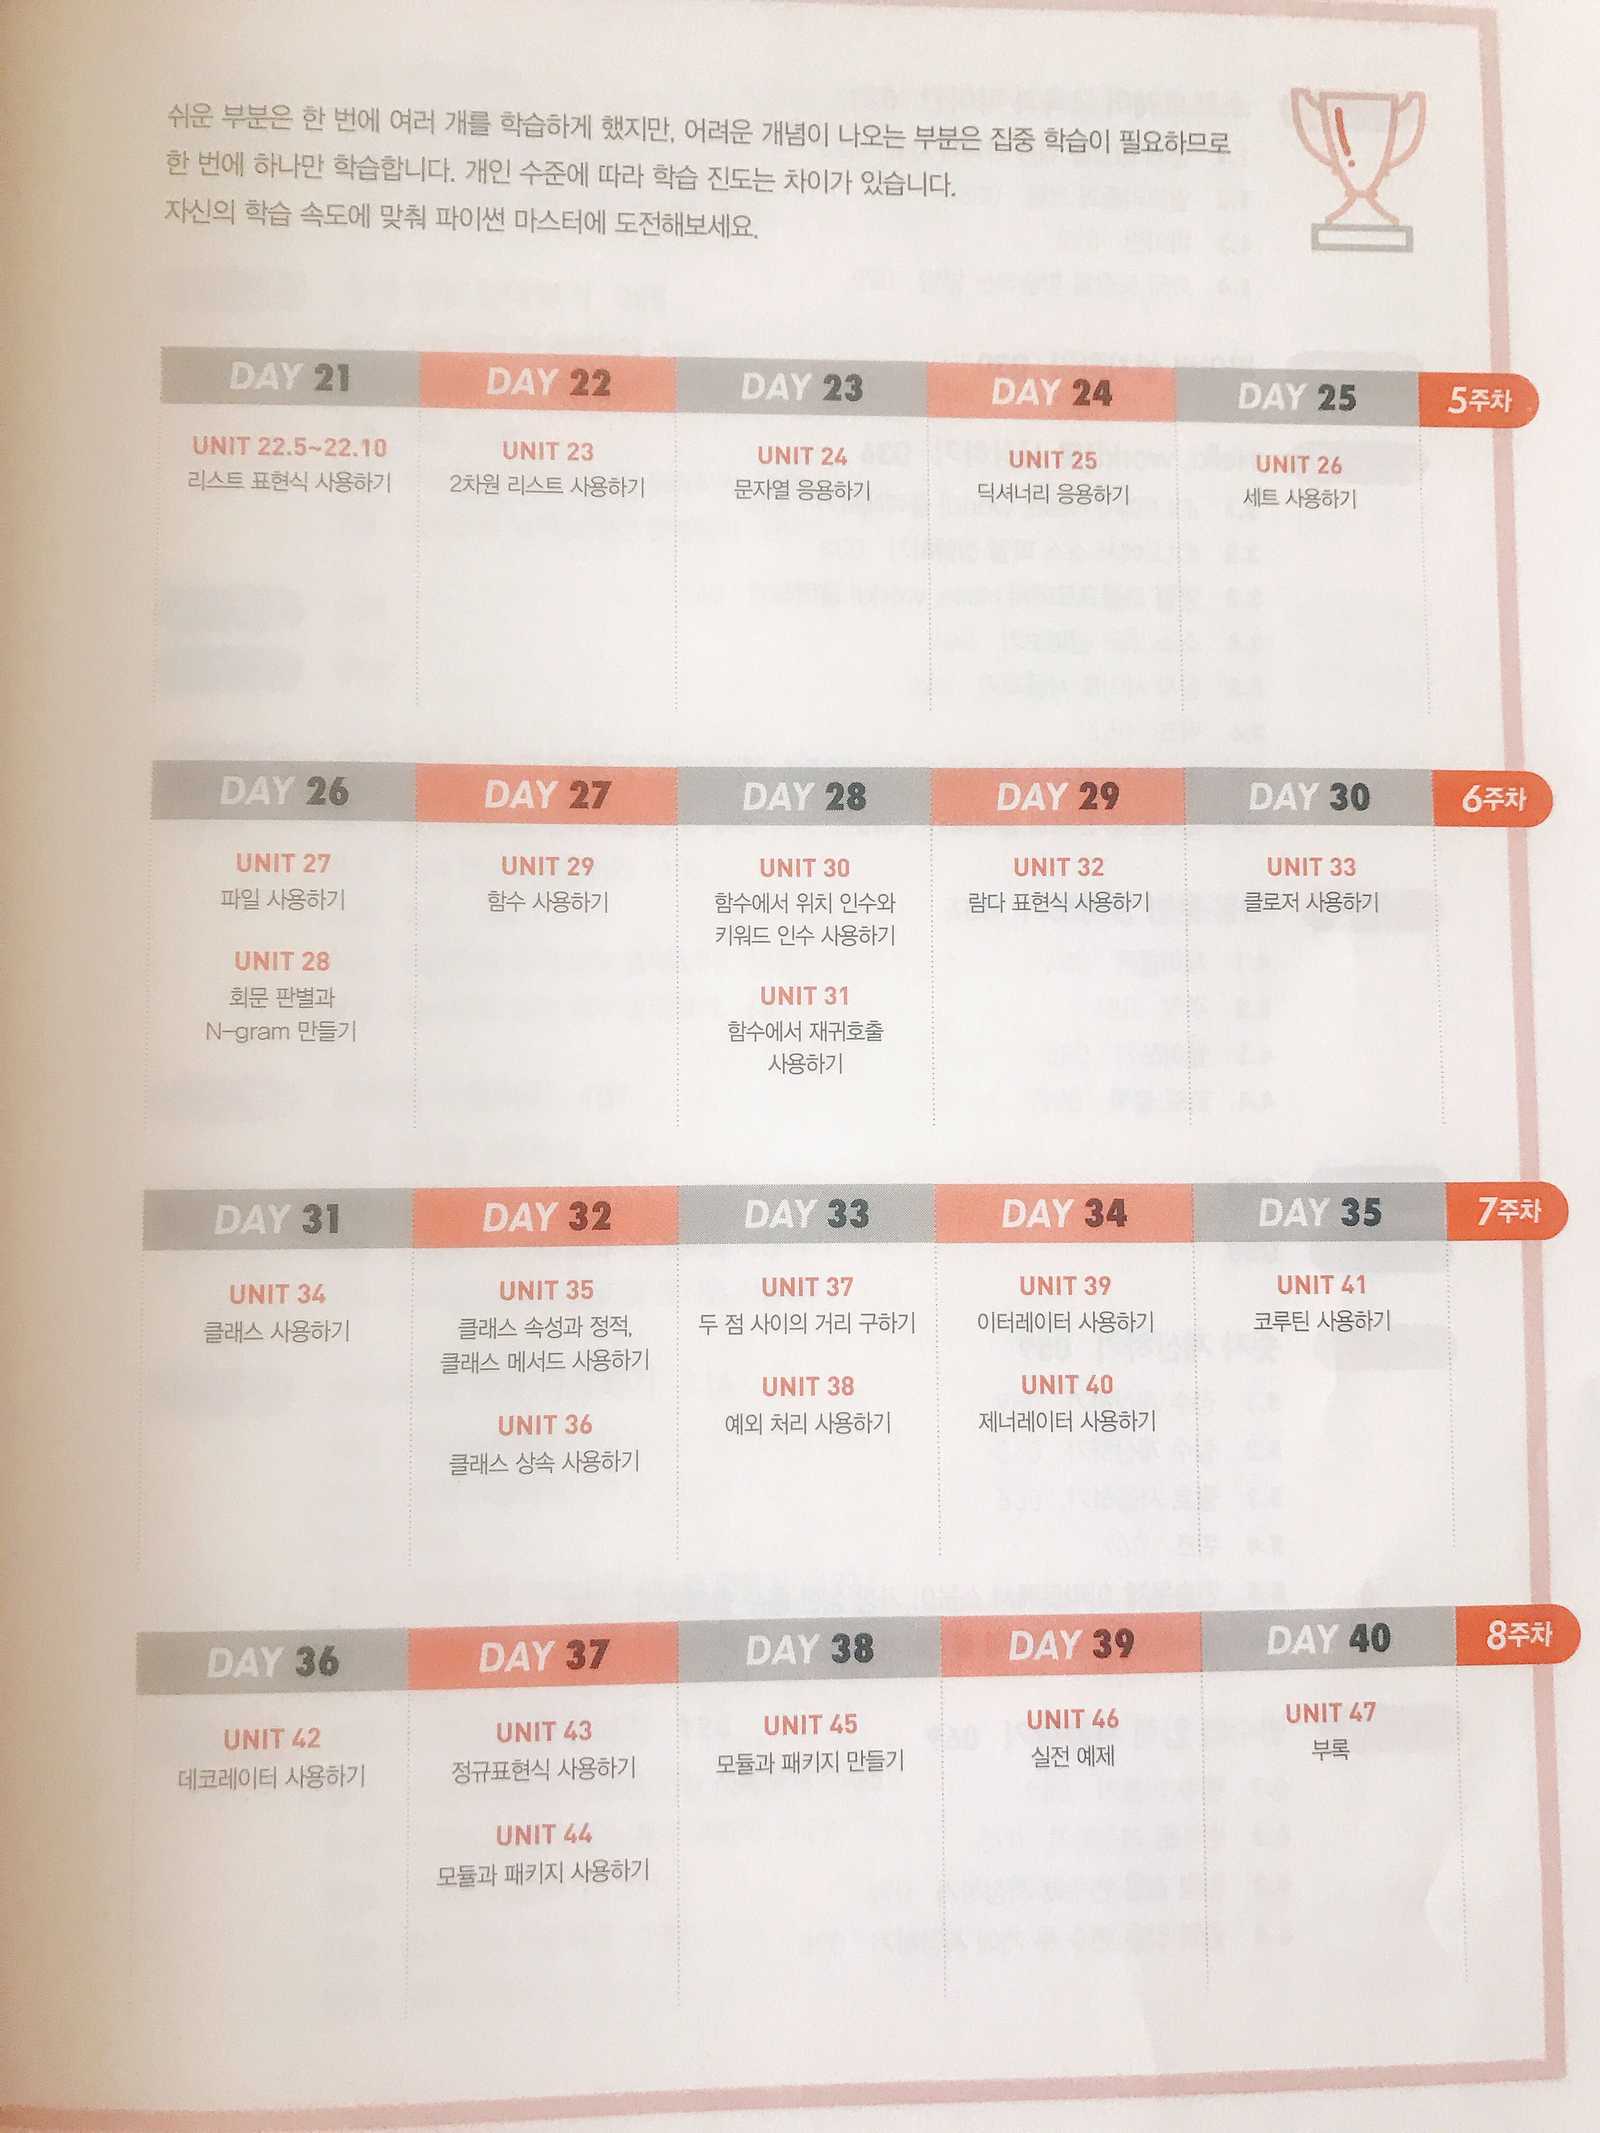 쉬운 부분은 한 번에 여러 개를 학습하게 했지만, 어려운 개념이 나오는 부분은 집중 학습이 필요하므로
한 번에 하나만 학습합니다. 개인 수준에 따라 학습 진도는 차이가 있습니다.
자신의 학습 속도에 맞춰 파이썬 마스터에 도전해보세요.
DAY 21
DAY 22
DAY 23
DAY 24
DAY 25
5주차
UNIT 22.5~22.10
리스트 표현식 사용하기
UNIT 23
2차원 리스트 사용하기
UNIT 24
문자열 응용하기
UNIT 25
딕셔너리 응용하기
UNIT 26
세트 사용하기
DAY 26
DAY 27
DAY 28
DAY 29
DAY 30
6주차
UNIT 27
파일 사용하기
UNIT 28
회문 판별과
N-gram 만들기
UNIT 29
함수 사용하기
UNIT 30
함수에서 위치 인수와
키워드 인수 사용하기
UNIT 31
함수에서 재귀호출
사용하기
UNIT 32
람다 표현식 사용하기
UNIT 33
클로저 사용하기
DAY 31
DAY 32
DAY 33
DAY 34
DAY 35
7주차
UNIT 34
클래스 사용하기
UNIT 35
클래스 속성과 정적,
클래스 메서드 사용하기
UNIT 36
클래스 상속 사용하기
UNIT 37
두 점 사이의 거리 구하기
UNIT 38
예외 처리 사용하기
UNIT 39
이터레이터 사용하기
UNIT 40
제너레이터 사용하기
UNIT 41
코루틴 사용하기
DAY 36
DAY 37
DAY 38
DAY 39
DAY 40
8주차
UNIT 42
데코레이터 사용하기
UNIT 43
정규표현식 사용하기
UNIT 44
모듈과 패키지 사용하기
UNIT 45
모듈과 패키지 만들기
UNIT 46
실전 예제
UNIT 47
부록